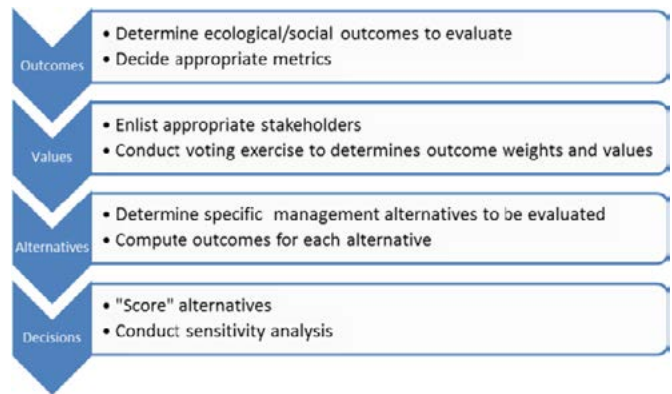 Outcomes
• Determine ecological/social outcomes to evaluate
• Decide appropriate metrics
Values
• Enlist appropriate stakeholders
• Conduct voting exercise to determines outcome weights and values
Alternatives
• Determine specific management alternatives to be evaluated
• Compute outcomes for each alternative
Decisions
• "Score" alternatives
• Conduct sensitivity analysis